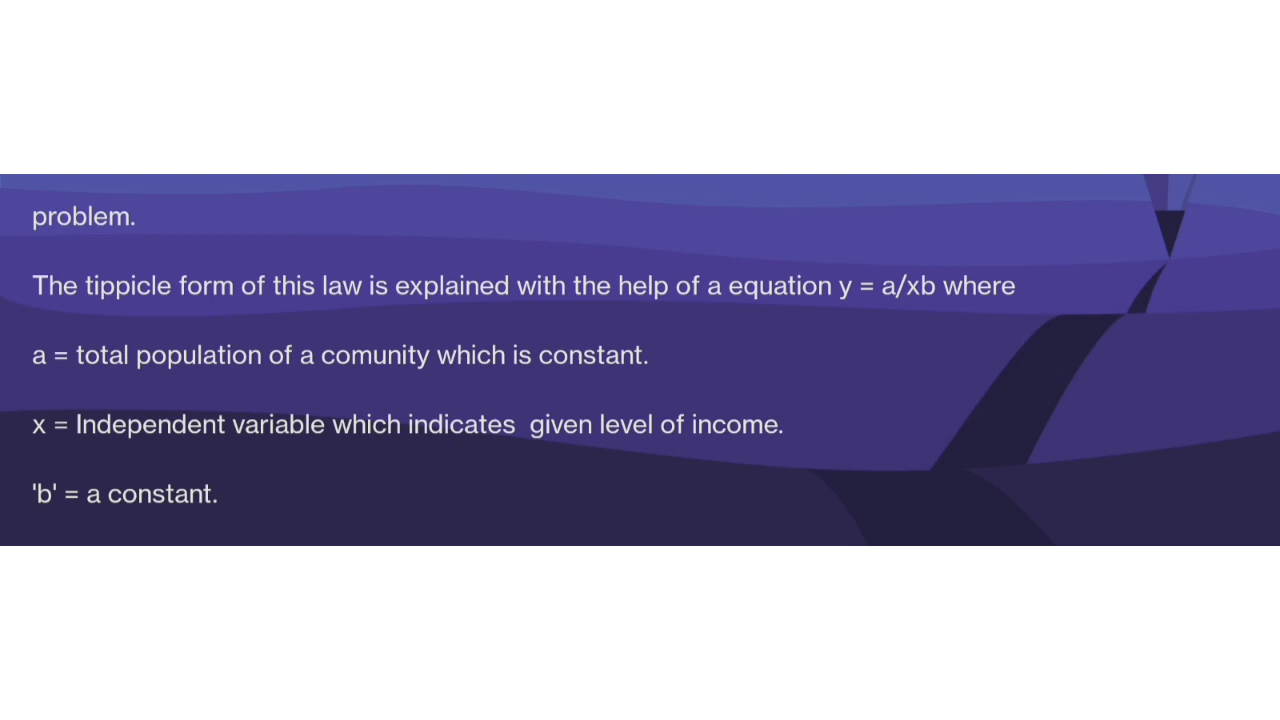 problem.
The tippicle form of this law is explained with the help of a equation y = a/xb where
a = total population of a comunity which is constant.
x = Independent variable which indicates  given level of income.
'b' = a constant.